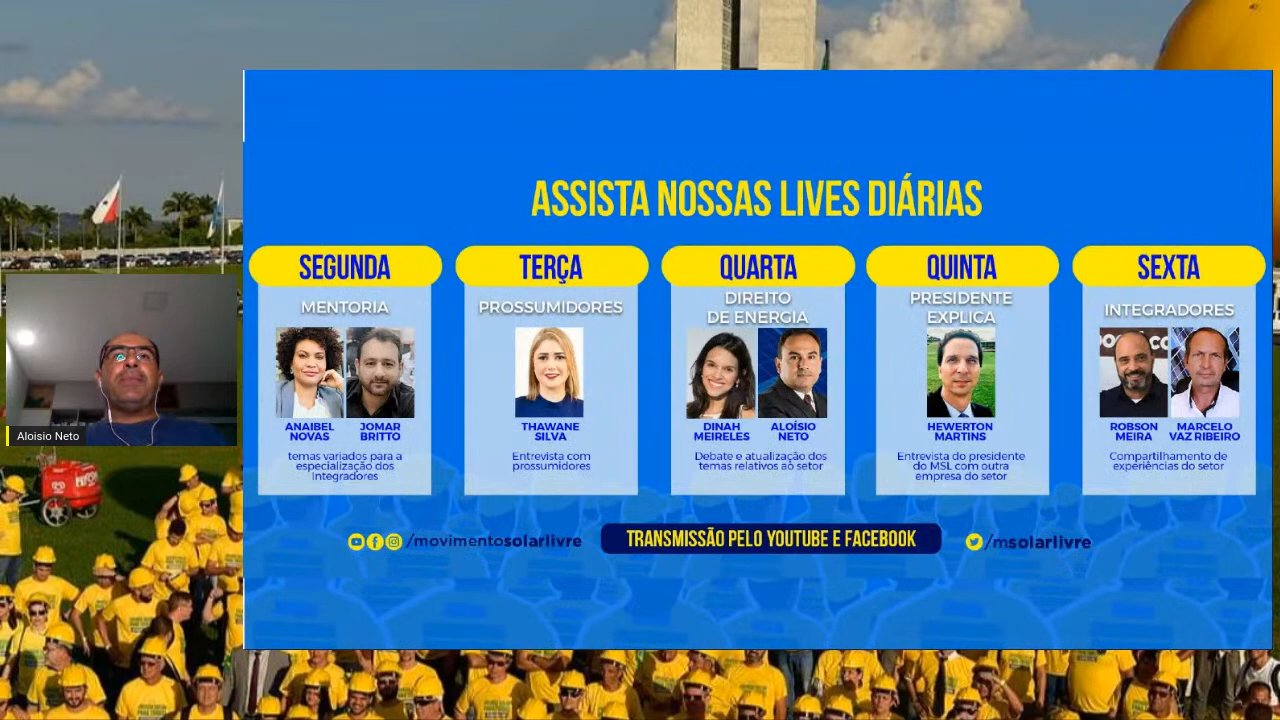 ASSISTA NOSSAS LIVES DIÁRIAS
SEGUNDA
MENTORIA
ANAIBEL
NOVAS
JOMAR
BRITTO
temas variados para a
especialização dos
Integradores
TERÇA
PROSSUMIDORES
THAWANE
SILVA
Entrevista com
prossumidores
QUARTA
DIREITO
DE ENERGIA
DINAH
MEIRELES
ALOÍSIO
NETO
Debate e atualização dos
temas relativos ao setor
QUINTA
PRESIDENTE
EXPLICA
HEWERTON
MARTINS
Entrevista do presidente
do MSL com outra
empresa do setor
SEXTA
INTEGRADORES
ROBSON
MEIRA
MARCELO
VAZ RIBEIRO
Compartilhamento de
experiências do setor
Aloisio Neto
/movimentosolarlivre
TRANSMISSÃO PELO YOUTUBE E FACEBOOK
/msolarlivre